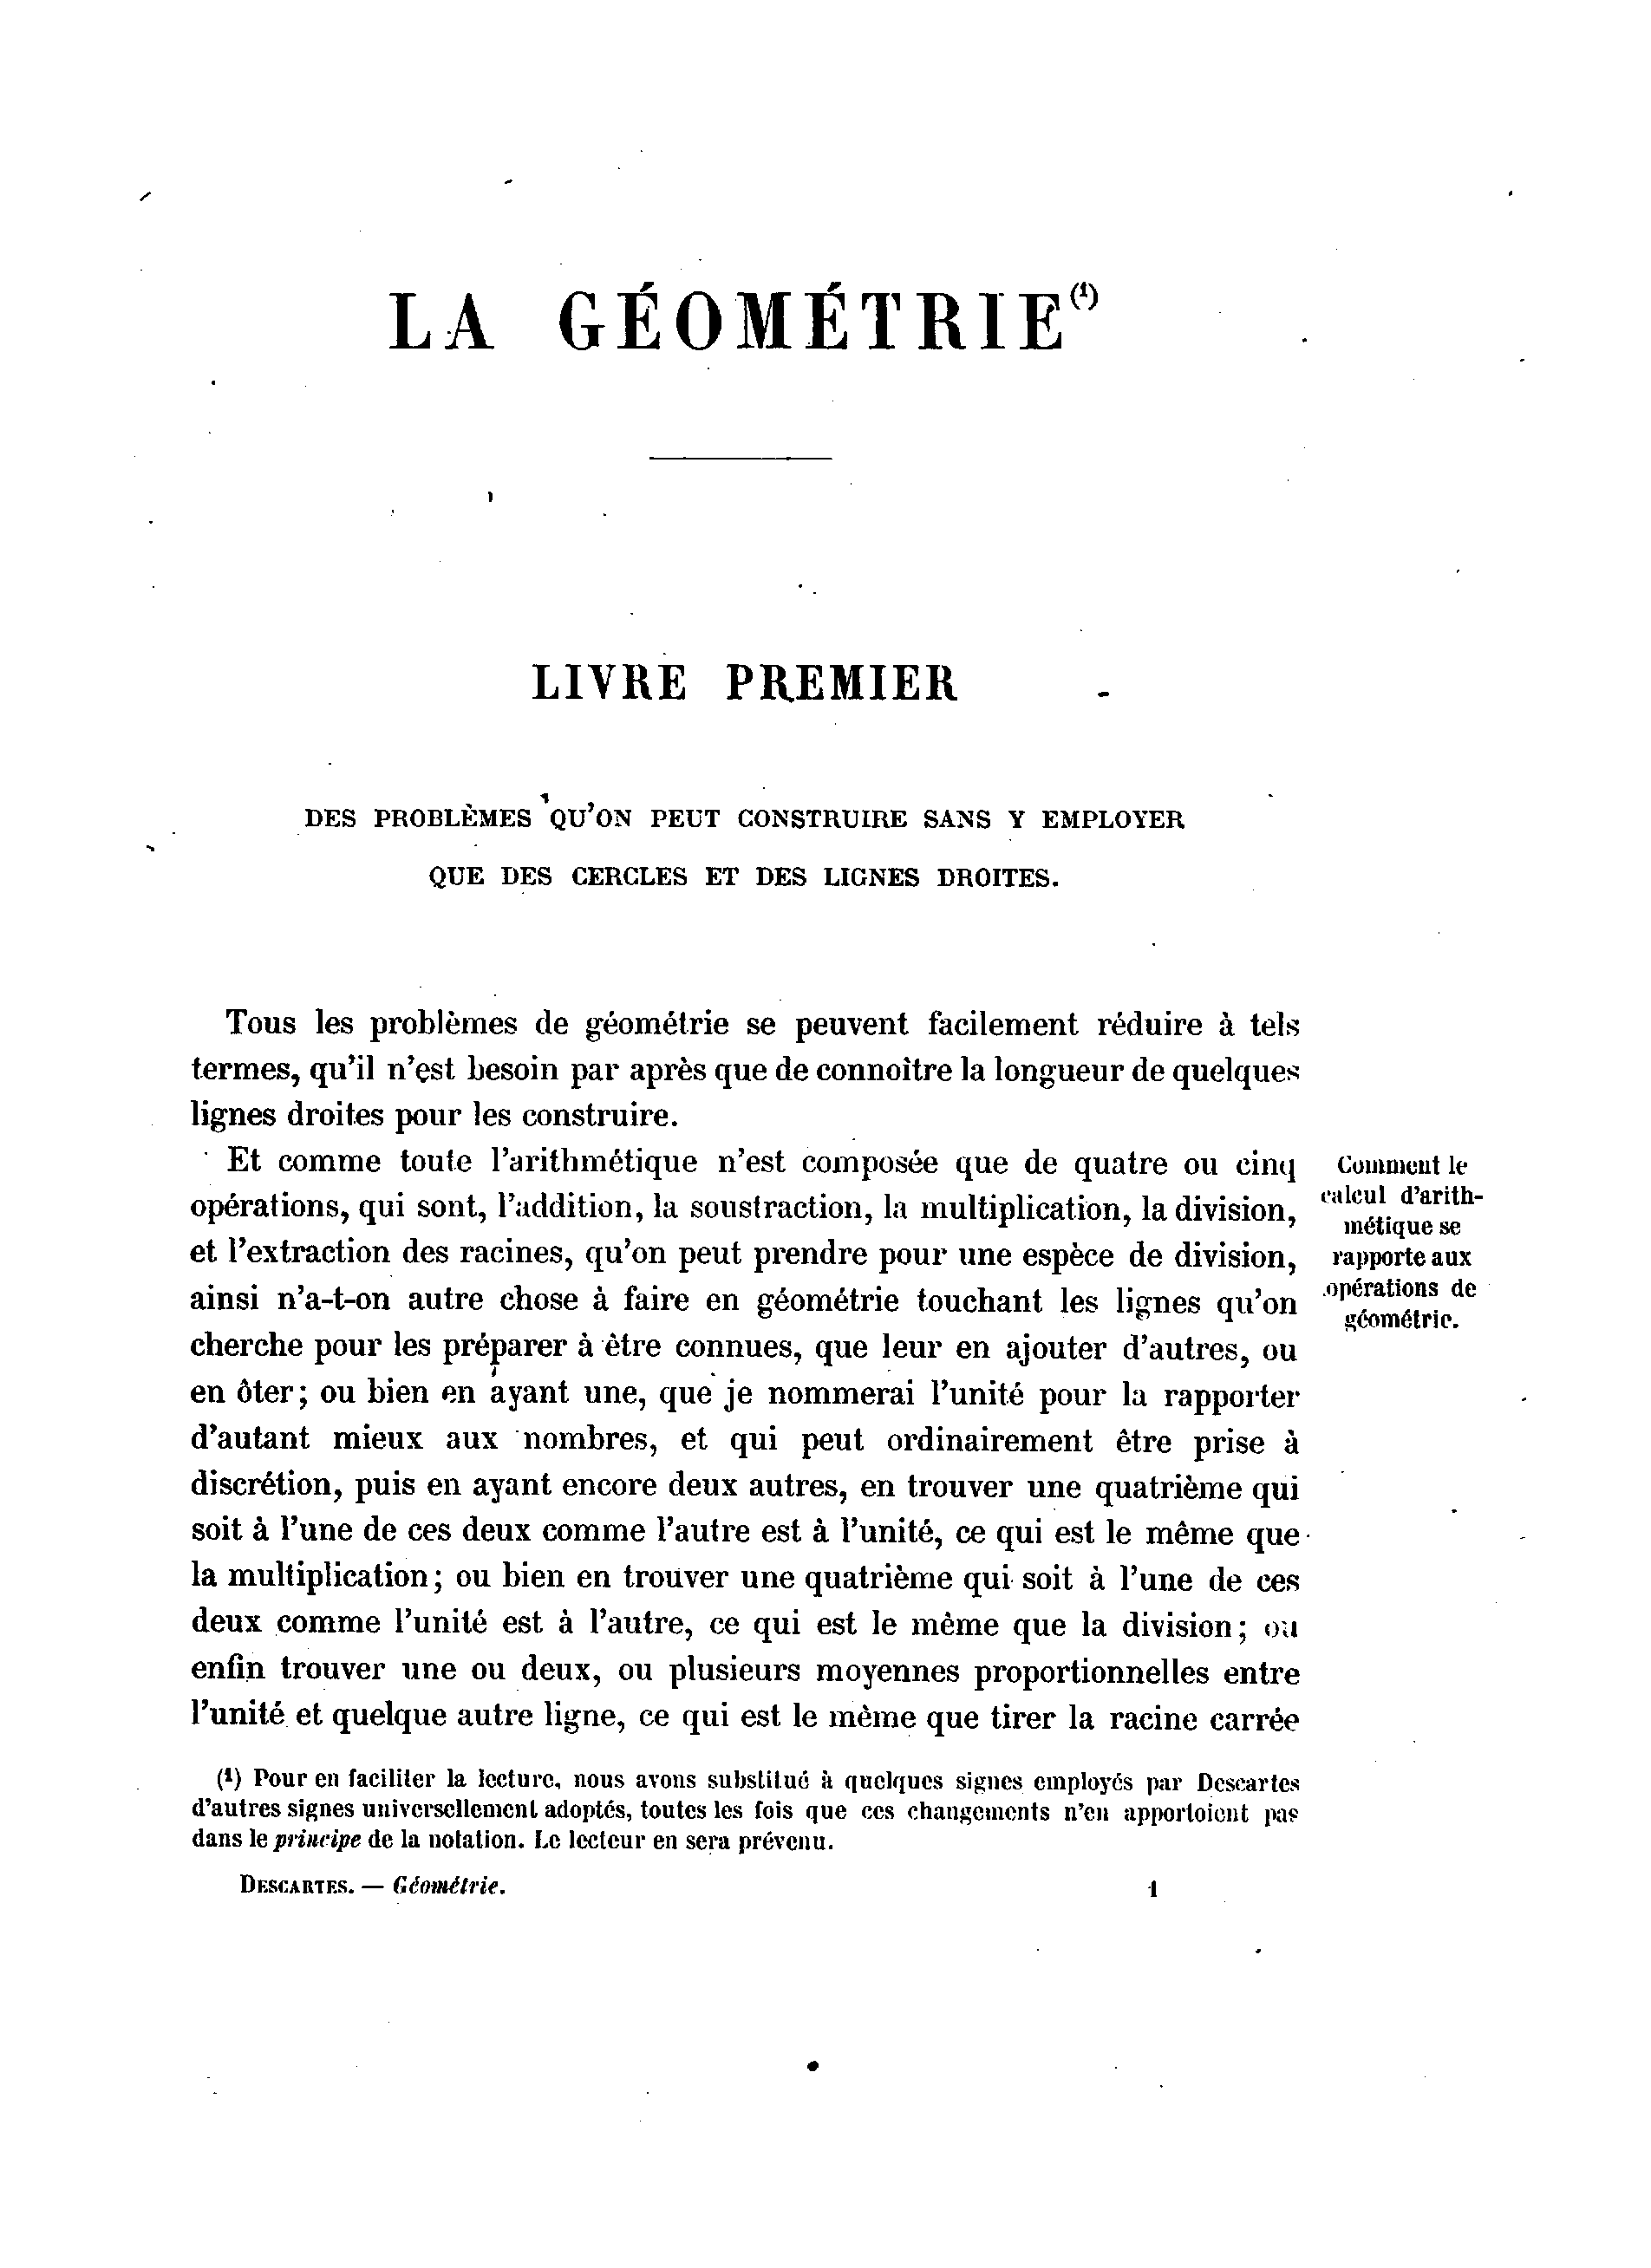 LA GÉOMÉTRIE(1)
LIVRE PREMIER
DES PROBLÈMES QU'ON PEUT CONSTRUIRE SANS Y EMPLOYER
QUE DES CERCLES ET DES LIGNES DROITES.
Tous les problèmes de géométrie se peuvent facilement réduire à tels
termes, qu'il n'est besoin par après que de connoître la longueur de quelques
lignes droites pour les construire.
Et comme toute l'arithmétique n'est composée que de quatre ou cinq
opérations, qui sont, l'addition, la soustraction, la multiplication, la division,
et l'extraction des racines, qu'on peut prendre pour une espèce de division,
ainsi n'a-t-on autre chose à faire en géométrie touchant les lignes qu'on
cherche pour les préparer à être connues, que leur en ajouter d'autres, ou
en ôter; ou bien en ayant une, que je nommerai l'unité pour la rapporter
d'autant mieux aux nombres, et qui peut ordinairement être prise à
discrétion, puis en ayant encore deux autres, en trouver une quatrième qui
soit à l'une de ces deux comme l'autre est à l'unité, ce qui est le même que
la multiplication; ou bien en trouver une quatrième qui soit à l'une de ces
deux comme l'unité est à l'autre, ce qui est le même que la division; ou
enfin trouver une ou deux, ou plusieurs moyennes proportionnelles entre
l'unité et quelque autre ligne, ce qui est le même que tirer la racine carrée
Comment le
calcul d'arith-
métique se
rapporte aux
opérations de
géométrie.
(1) Pour en faciliter la lecture, nous avons substitué à quelques signes employés par Descartes
d'autres signes universellement adoptés, toutes les fois que ces changements n'en apportoient pas
dans le principe de la notation. Le lecteur en sera prévenu.
DESCARTES. — Géométrie. 1